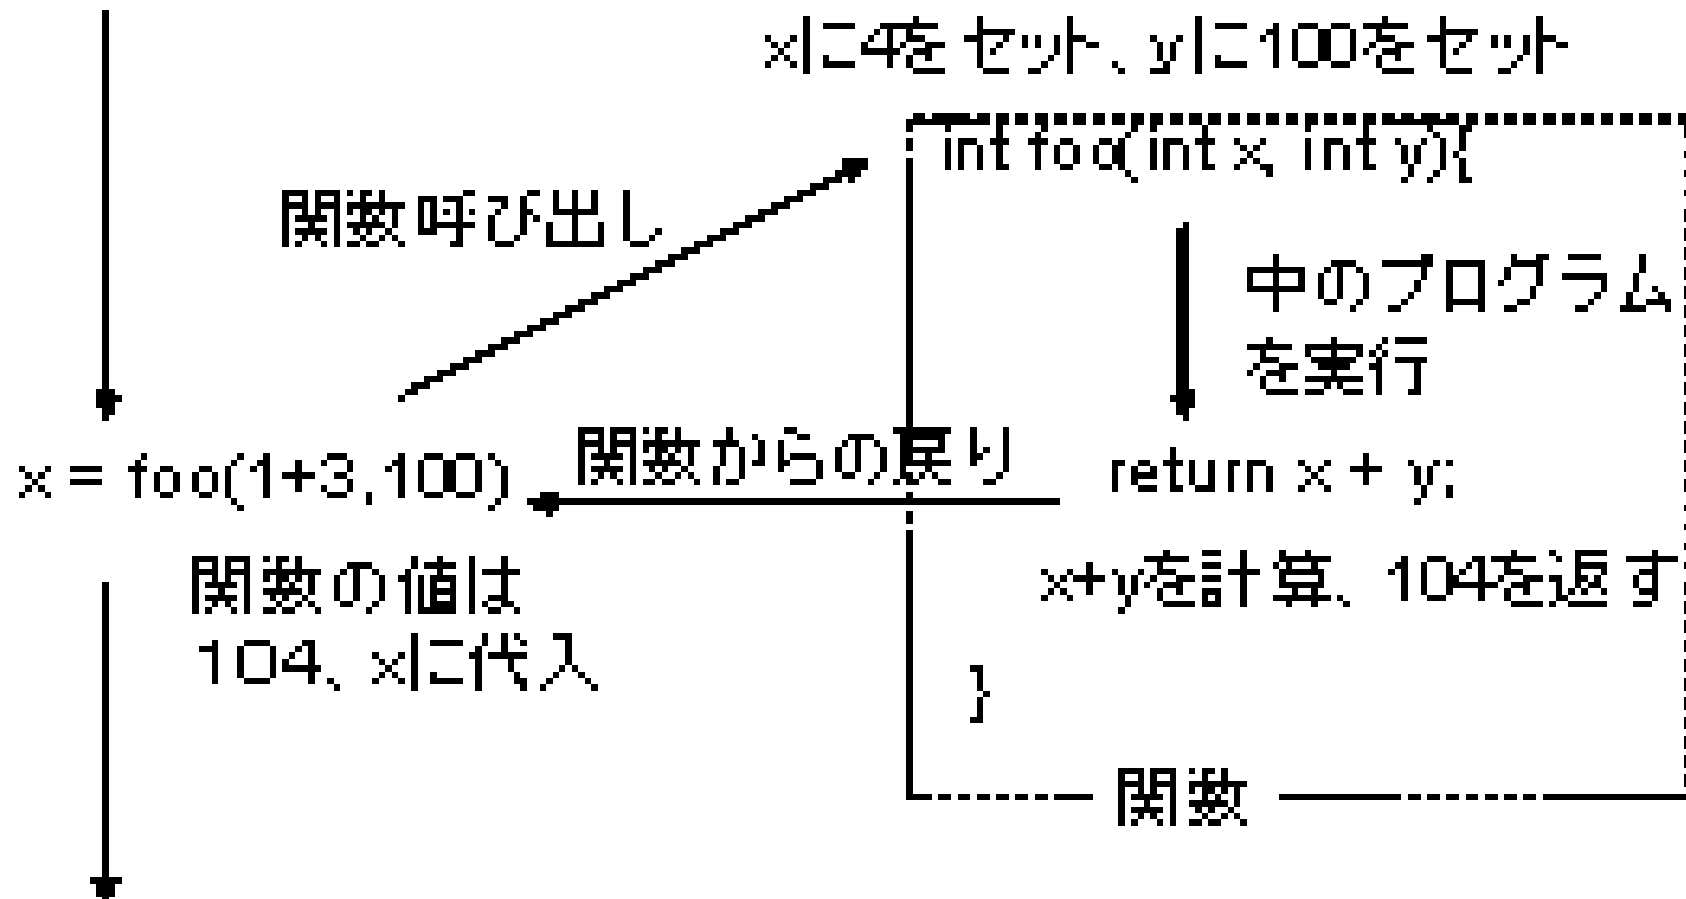 xに4をセット、yに100をセット
int foo(int x, int y){
関数呼び出し
中のプログラム
を実行
関数からの戻り
x = foo(1+3,100)
return x + y;
関数の値は
104、xに代入
x+yを計算、104を返す
}
関数